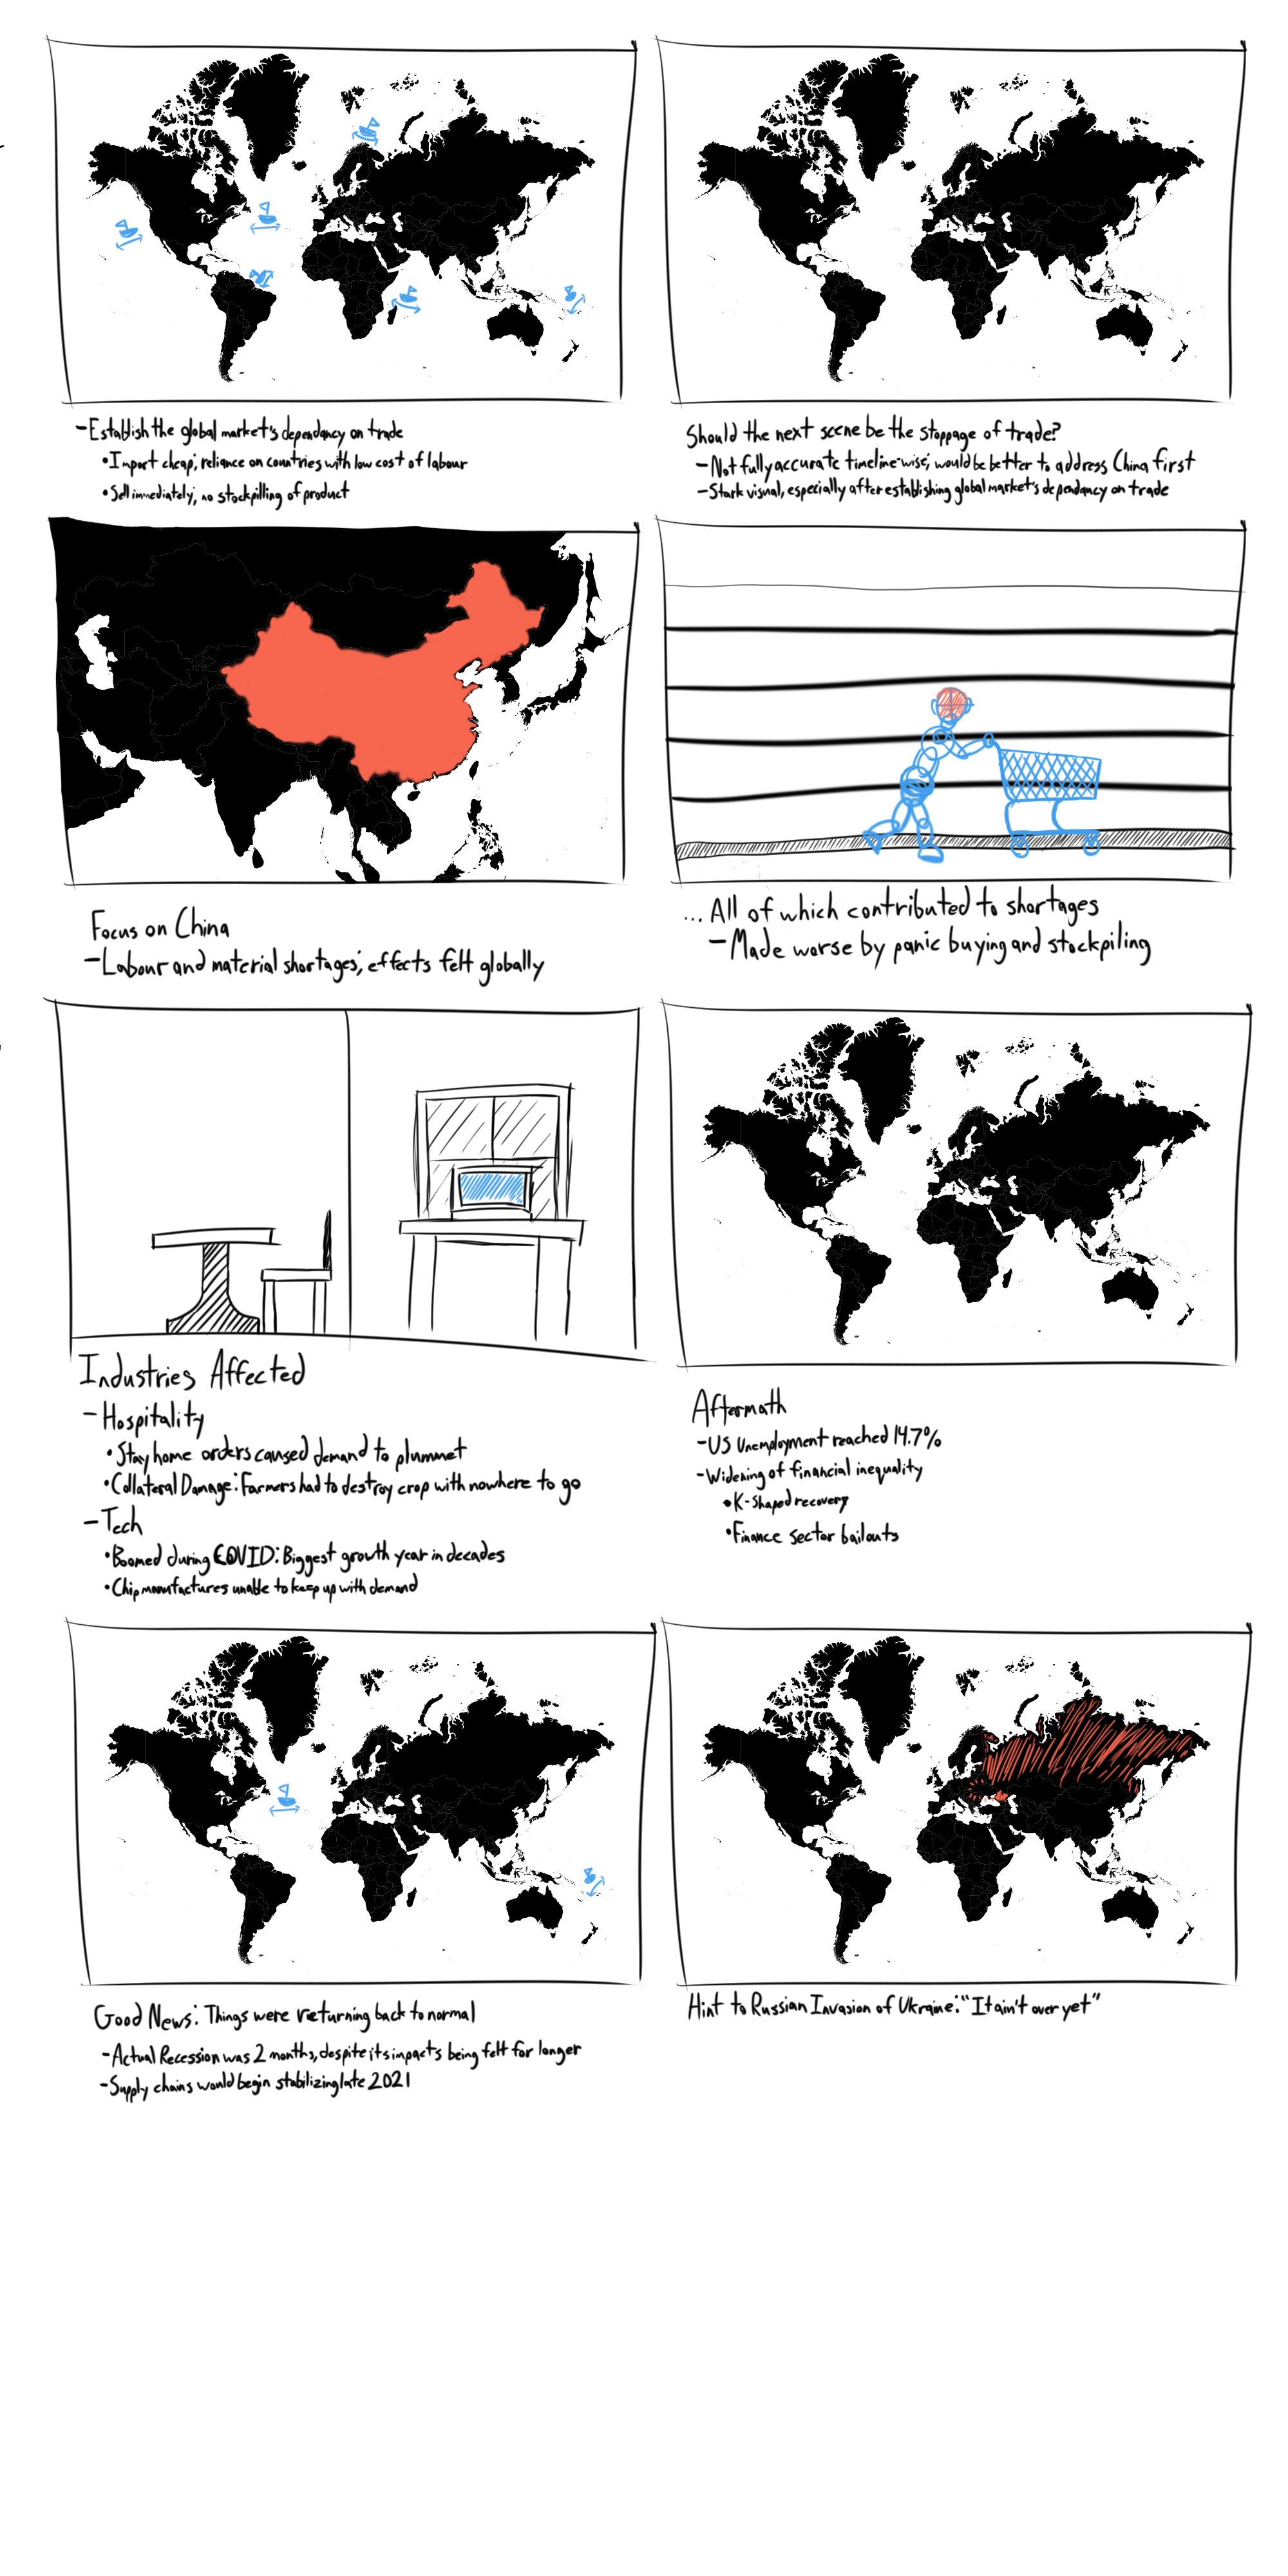 - Establish the global market's dependancy on trade
• Import cheap; reliance on countries with low cost of labour
• Sell immediately; no stockpilling of product
Should the next scene be the stoppage of trade?
- Not fully accurate timeline-wise; would be better to address China first
- Stark visual, especially after establishing global market's dependancy on trade
Focus on China
- Labour and material shortages; effects felt globally
... All of which contributed to shortages
- Made worse by panic buying and stockpiling
Industries Affected
- Hospitality
• Stay home orders caused demand to plummet
• Collateral Damage: Farmers had to destroy crop with nowhere to go
- Tech
• Boomed during COVID: Biggest growth year in decades
• Chip manufactures unable to keep up with demand
Aftermath
- US Unemployment reached 14.7%
- Widening of financial inequality
• K-shaped recovery
• Finance sector bailouts
Good News: Things were returning back to normal
- Actual Recession was 2 months, despite its impacts being felt for longer
- Supply chains would begin stabilizing late 2021
Hint to Russian Invasion of Ukraine: "It ain't over yet"